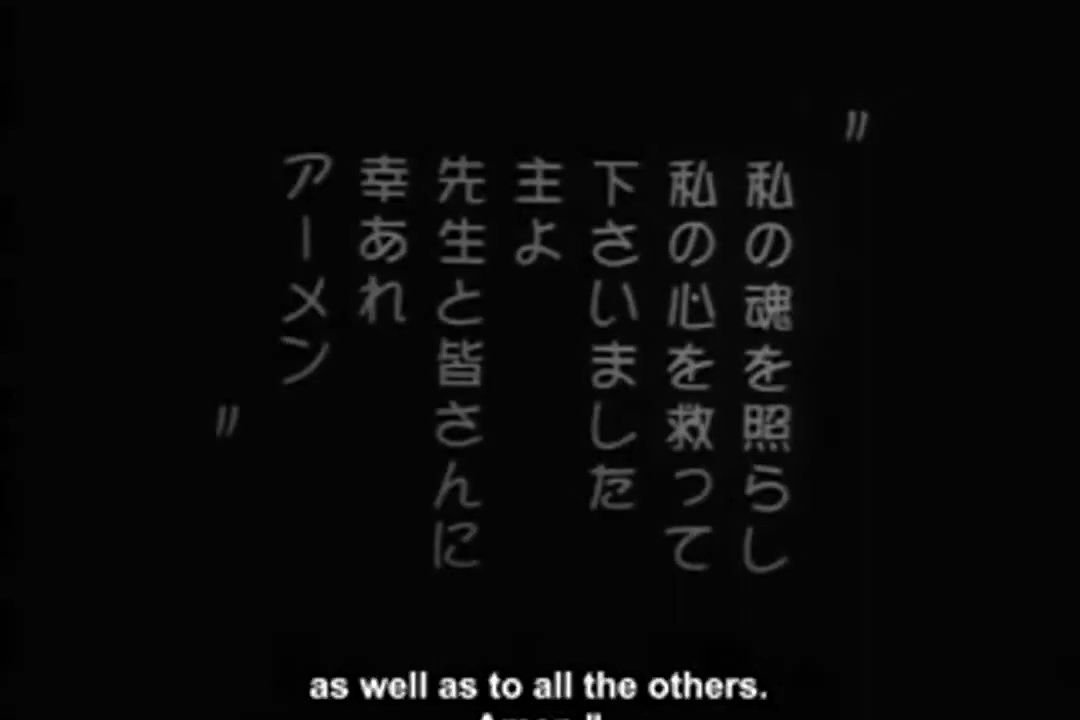 〃
私の魂を照らし
私の心を救って
下さいました
主よ
先生と皆さんに
幸あれ
アーメン
〃
as well as to all the others.